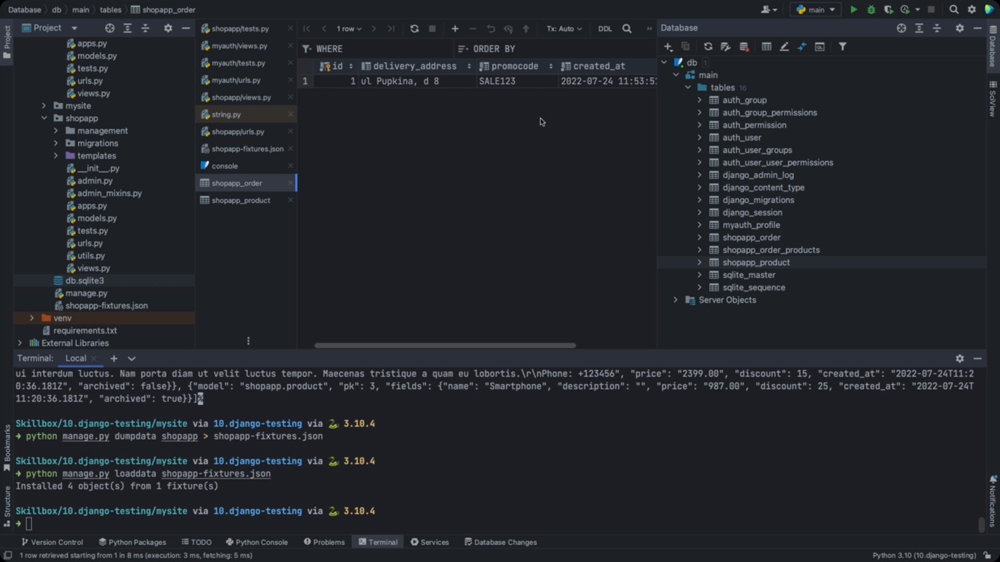 Database db main tables shopapp_order
main
Project
Project
apps.py
models.py
tests.py
urls.py
views.py
mysite
shopapp
management
migrations
templates
__init__.py
admin.py
admin_mixins.py
apps.py
models.py
tests.py
urls.py
utils.py
views.py
db.sqlite3
manage.py
shopapp-fixtures.json
venv
requirements.txt
External Libraries
shopapp/tests.py
myauth/views.py
myauth/tests.py
myauth/urls.py
shopapp/views.py
string.py
shopapp/urls.py
shopapp-fixtures.json
console
shopapp_order
shopapp_product
1 row Tx: Auto DDL
WHERE ORDER BY
id delivery_address promocode created_at
1 1 ul Pupkina, d 8 SALE123 2022-07-24 11:53:51
Database
db 1
main
tables 16
auth_group
auth_group_permissions
auth_permission
auth_user
auth_user_groups
auth_user_user_permissions
django_admin_log
django_content_type
django_migrations
django_session
myauth_profile
shopapp_order
shopapp_order_products
shopapp_product
sqlite_master
sqlite_sequence
Server Objects
Database
SciView
Notifications
Bookmarks
Structure
Terminal: Local
ui interdum luctus. Nam porta diam ut velit luctus tempor. Maecenas tristique a quam eu lobortis.\r\nPhone: +123456", "price": "2399.00", "discount": 15, "created_at": "2022-07-24T11:2
0:36.181Z", "archived": false}}, {"model": "shopapp.product", "pk": 3, "fields": {"name": "Smartphone", "description": "", "price": "987.00", "discount": 25, "created_at": "2022-07-24T
11:20:36.181Z", "archived": true}}]%
Skillbox/10.django-testing/mysite via 10.django-testing via 3.10.4
➜ python manage.py dumpdata shopapp > shopapp-fixtures.json
Skillbox/10.django-testing/mysite via 10.django-testing via 3.10.4
➜ python manage.py loaddata shopapp-fixtures.json
Installed 4 object(s) from 1 fixture(s)
Skillbox/10.django-testing/mysite via 10.django-testing via 3.10.4
➜
Version Control Python Packages TODO Python Console Problems Terminal Services Database Changes
1 row retrieved starting from 1 in 8 ms (execution: 3 ms, fetching: 5 ms) Python 3.10 (10.django-testing)